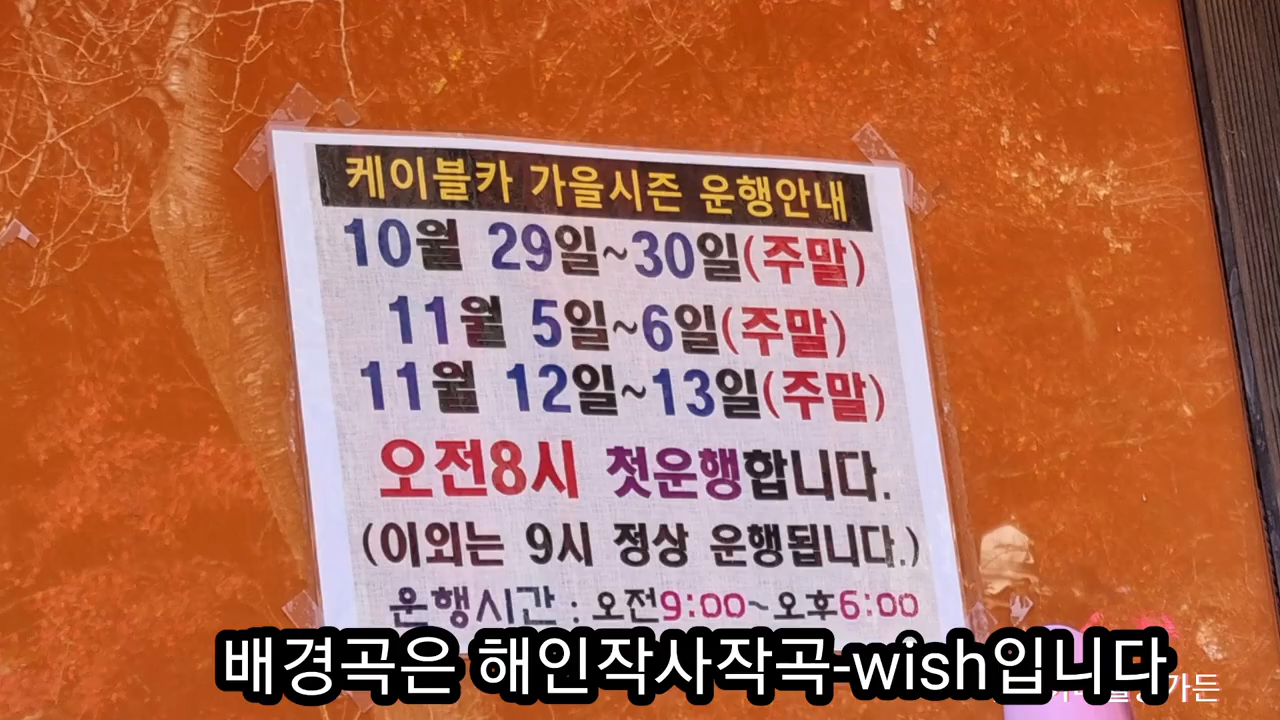 케이블카 가을시즌 운행안내
10월 29일~30일(주말)
11월 5일~6일(주말)
11월 12일~13일(주말)
오전8시 첫운행합니다.
(이외는 9시 정상 운행됩니다.)
운행시간 : 오전9:00~오후6:00
배경곡은 해인작사작곡-wish입니다
가든